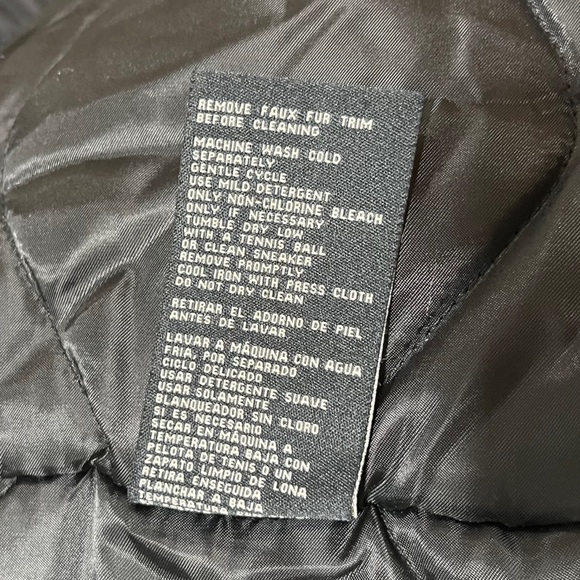 REMOVE FAUX FUR TRIM
BEFORE CLEANING
MACHINE WASH COLD
SEPARATELY
GENTLE CYCLE
USE MILD DETERGENT
ONLY NON-CHLORINE BLEACH
ONLY IF NECESSARY
TUMBLE DRY LOW
WITH A TENNIS BALL
OR CLEAN SNEAKER
REMOVE PROMPTLY
COOL IRON WITH PRESS CLOTH
DO NOT DRY CLEAN
RETIRAR EL ADORNO DE PIEL
ANTES DE LAVAR
LAVAR A MÁQUINA CON AGUA
FRIA, POR SEPARADO
CICLO DELICADO
USAR DETERGENTE SUAVE
USAR SOLAMENTE
BLANQUEADOR SIN CLORO
SI ES NECESARIO
SECAR EN MÁQUINA A
TEMPERATURA BAJA CON
PELOTA DE TENIS O UN
ZAPATO LIMPIO DE LONA
RETIRA ENSEGUIDA
PLANCHAR A BAJA
TEMPERATURA